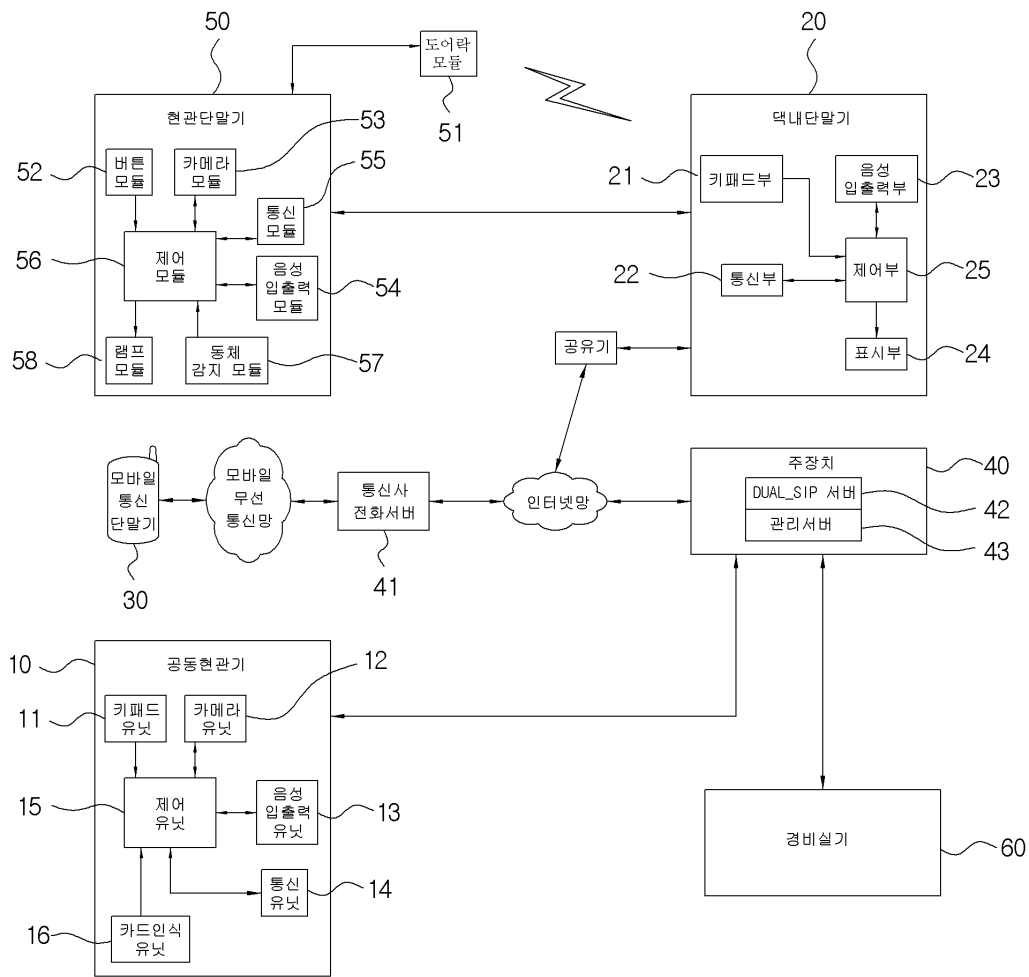 50
20
도어락
모듈
51
현관단말기
53
52
버튼
모듈
카메라
모듈
55
통신
모듈
56
제어
모듈
음성
입출력
모듈
54
58
램프
모듈
동체
감지 모듈
57
댁내단말기
21
키패드부
음성
입출력부
23
22
통신부
제어부
25
표시부
24
공유기
모바일
통신
단말기
30
모바일
무선
통신망
통신사
전화서버
41
인터넷망
주장치
40
DUAL_SIP 서버
42
관리서버
43
10
공동현관기
12
11
키패드
유닛
카메라
유닛
15
제어
유닛
음성
입출력
유닛
13
통신
유닛
14
16
카드인식
유닛
경비실기
60